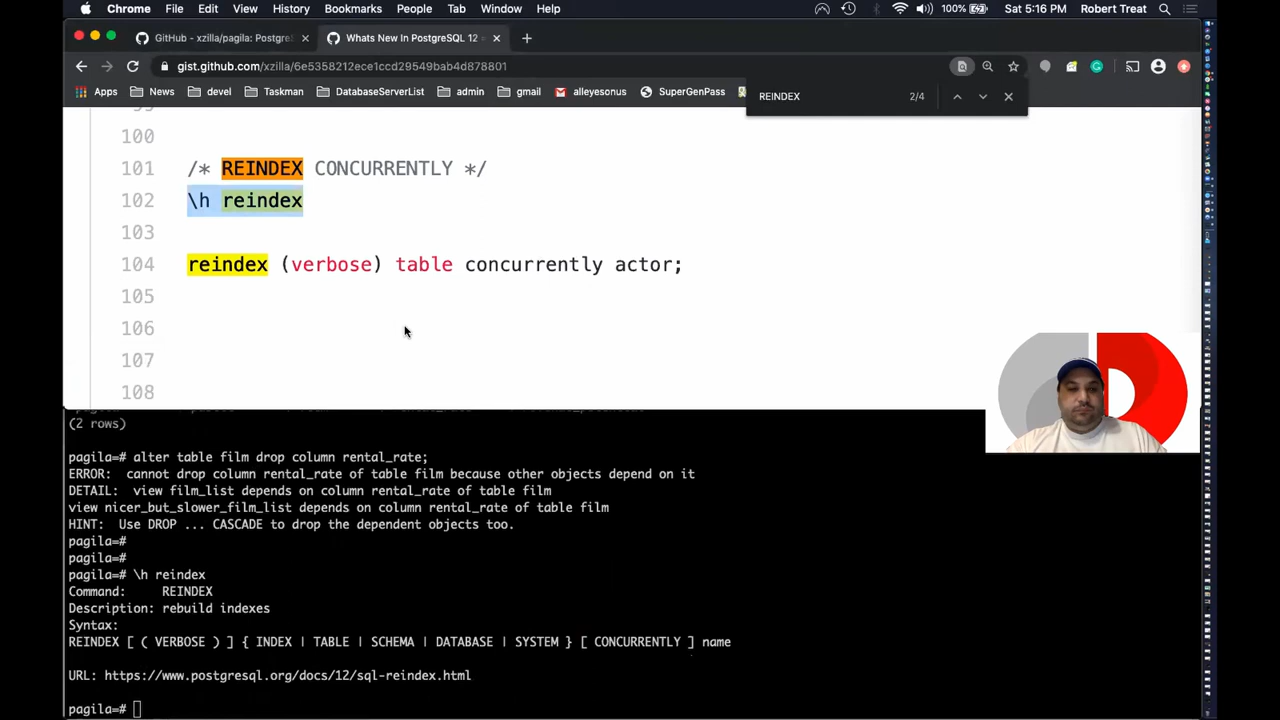 Chrome File Edit View History Bookmarks People Tab Window Help 100% Sat 5:16 PM Robert Treat
GitHub - xzilla/pagila: Postgre
Whats New In PostgreSQL 12
gist.github.com/xzilla/6e5358212ece1ccd29549bab4d878801
Apps News devel Taskman DatabaseServerList admin gmail alleyesonus SuperGenPass
REINDEX 2/4
100
101 /* REINDEX CONCURRENTLY */
102 \h reindex
103
104 reindex (verbose) table concurrently actor;
105
106
107
108
(2 rows)
pagila=# alter table film drop column rental_rate;
ERROR:  cannot drop column rental_rate of table film because other objects depend on it
DETAIL:  view film_list depends on column rental_rate of table film
view nicer_but_slower_film_list depends on column rental_rate of table film
HINT:  Use DROP ... CASCADE to drop the dependent objects too.
pagila=#
pagila=#
pagila=# \h reindex
Command:     REINDEX
Description: rebuild indexes
Syntax:
REINDEX [ ( VERBOSE ) ] { INDEX | TABLE | SCHEMA | DATABASE | SYSTEM } [ CONCURRENTLY ] name
URL: https://www.postgresql.org/docs/12/sql-reindex.html
pagila=#